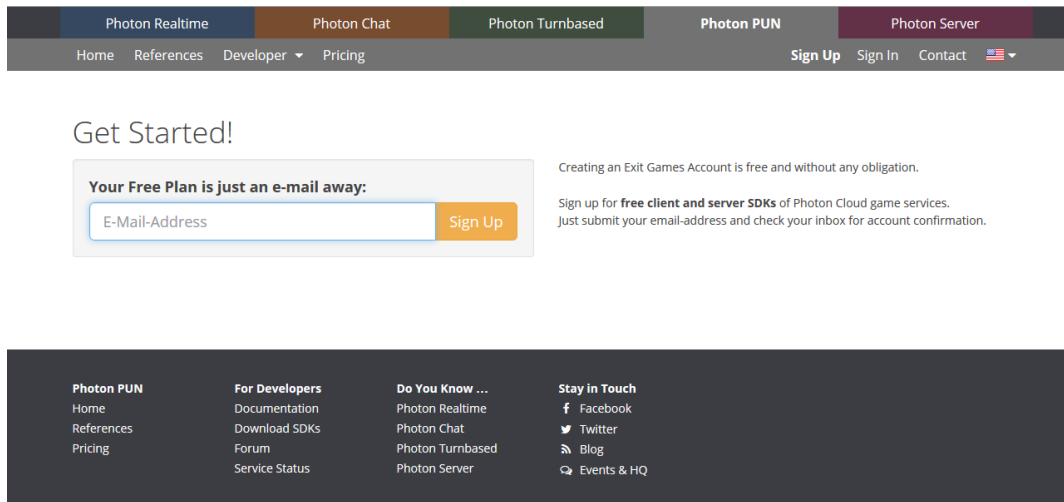 Photon Realtime
Photon Chat
Photon Turnbased
Photon PUN
Photon Server
Home References Developer Pricing
Sign Up Sign In Contact
Get Started!
Your Free Plan is just an e-mail away:
E-Mail-Address
Sign Up
Creating an Exit Games Account is free and without any obligation.
Sign up for free client and server SDKs of Photon Cloud game services.
Just submit your email-address and check your inbox for account confirmation.
Photon PUN
Home
References
Pricing
For Developers
Documentation
Download SDKs
Forum
Service Status
Do You Know ...
Photon Realtime
Photon Chat
Photon Turnbased
Photon Server
Stay in Touch
Facebook
Twitter
Blog
Events & HQ